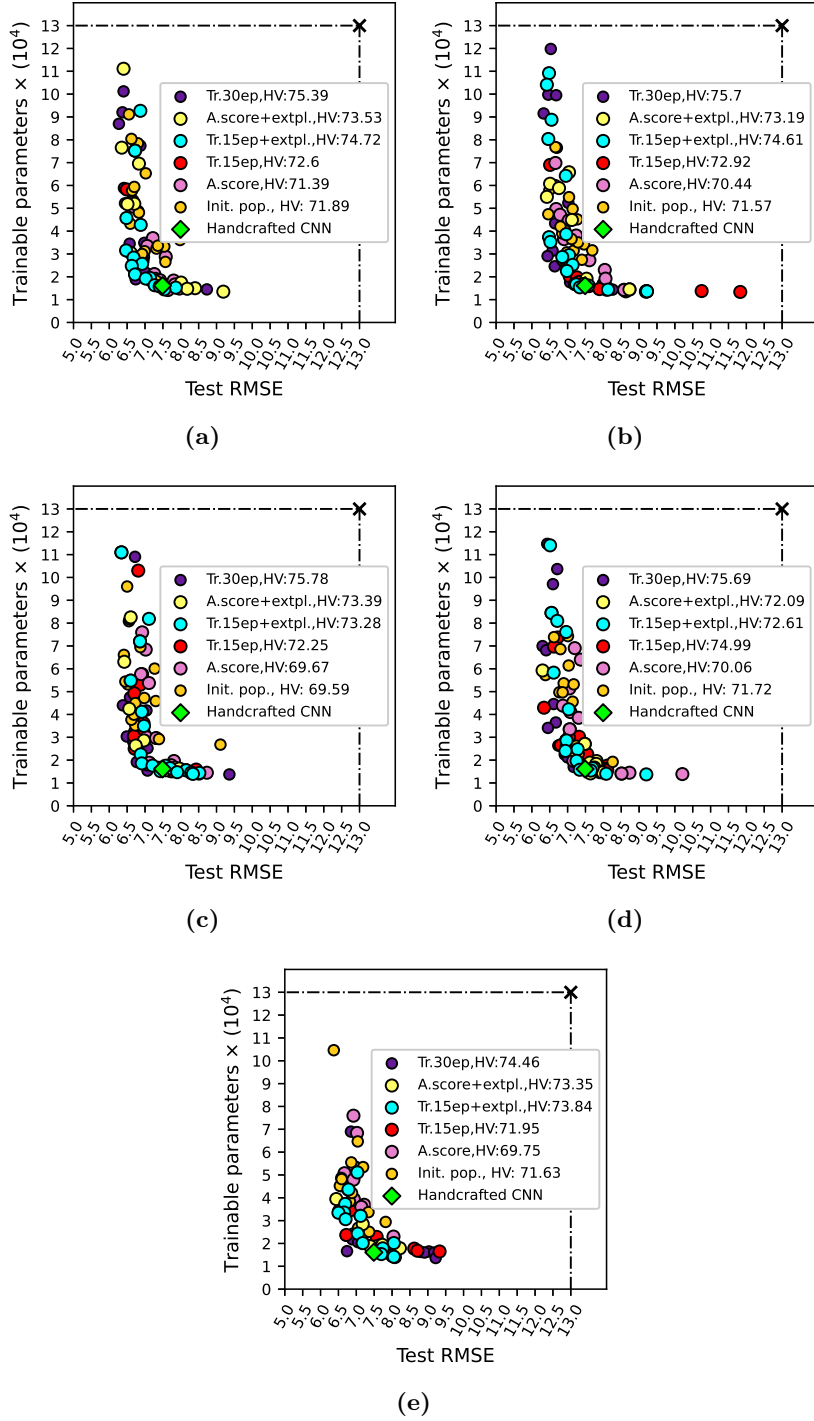 13
12
11
10
9
8
7
6
5
4
3
2
1
0
Trainable parameters × (10⁴)
Tr.30ep,HV:75.39
A.score+extpl.,HV:73.53
Tr.15ep+extpl.,HV:74.72
Tr.15ep,HV:72.6
A.score,HV:71.39
Init. pop., HV: 71.89
Handcrafted CNN
5.0 5.5 6.0 6.5 7.0 7.5 8.0 8.5 9.0 9.5 10.0 10.5 11.0 11.5 12.0 12.5 13.0
Test RMSE
(a)
13
12
11
10
9
8
7
6
5
4
3
2
1
0
Trainable parameters × (10⁴)
Tr.30ep,HV:75.7
A.score+extpl.,HV:73.19
Tr.15ep+extpl.,HV:74.61
Tr.15ep,HV:72.92
A.score,HV:70.44
Init. pop., HV: 71.57
Handcrafted CNN
5.0 5.5 6.0 6.5 7.0 7.5 8.0 8.5 9.0 9.5 10.0 10.5 11.0 11.5 12.0 12.5 13.0
Test RMSE
(b)
13
12
11
10
9
8
7
6
5
4
3
2
1
0
Trainable parameters × (10⁴)
Tr.30ep,HV:75.78
A.score+extpl.,HV:73.39
Tr.15ep+extpl.,HV:73.28
Tr.15ep,HV:72.25
A.score,HV:69.67
Init. pop., HV: 69.59
Handcrafted CNN
5.0 5.5 6.0 6.5 7.0 7.5 8.0 8.5 9.0 9.5 10.0 10.5 11.0 11.5 12.0 12.5 13.0
Test RMSE
(c)
13
12
11
10
9
8
7
6
5
4
3
2
1
0
Trainable parameters × (10⁴)
Tr.30ep,HV:75.69
A.score+extpl.,HV:72.09
Tr.15ep+extpl.,HV:72.61
Tr.15ep,HV:74.99
A.score,HV:70.06
Init. pop., HV: 71.72
Handcrafted CNN
5.0 5.5 6.0 6.5 7.0 7.5 8.0 8.5 9.0 9.5 10.0 10.5 11.0 11.5 12.0 12.5 13.0
Test RMSE
(d)
13
12
11
10
9
8
7
6
5
4
3
2
1
0
Trainable parameters × (10⁴)
Tr.30ep,HV:74.46
A.score+extpl.,HV:73.35
Tr.15ep+extpl.,HV:73.84
Tr.15ep,HV:71.95
A.score,HV:69.75
Init. pop., HV: 71.63
Handcrafted CNN
5.0 5.5 6.0 6.5 7.0 7.5 8.0 8.5 9.0 9.5 10.0 10.5 11.0 11.5 12.0 12.5 13.0
Test RMSE
(e)